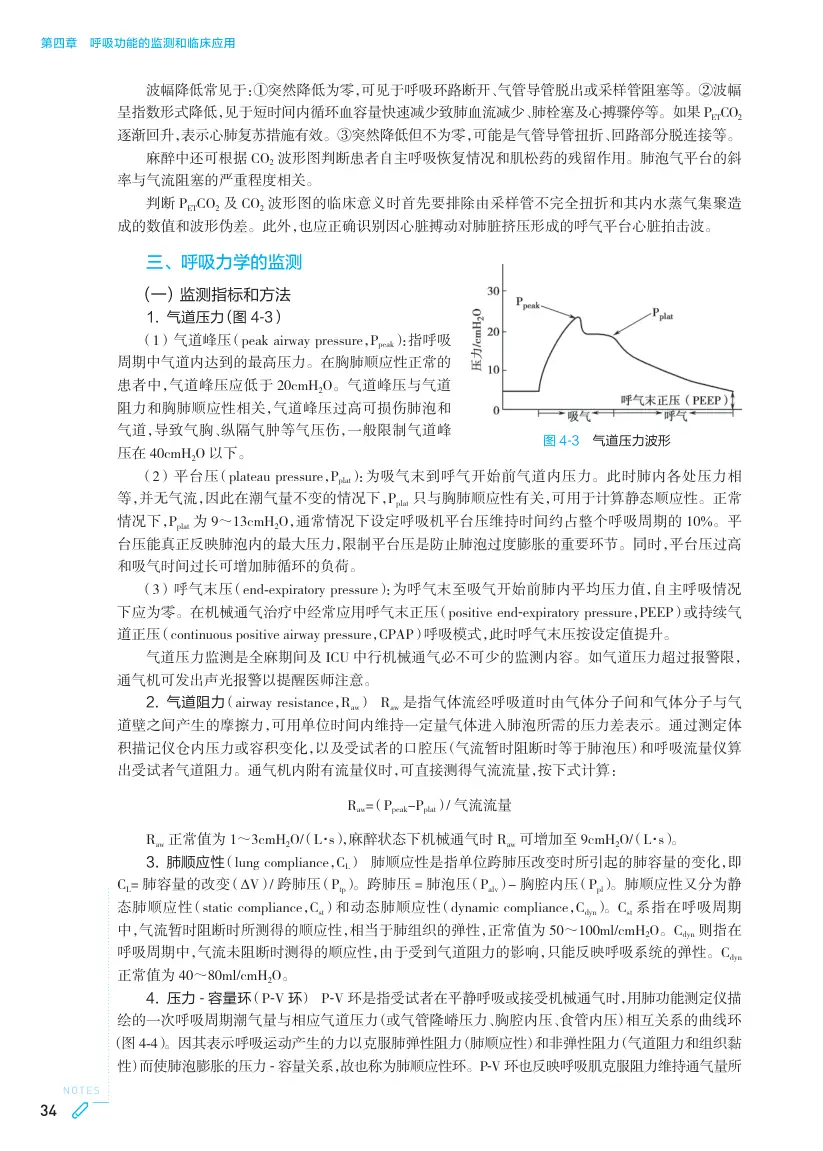 第四章　呼吸功能的监测和临床应用
波幅降低常见于：①突然降低为零，可见于呼吸环路断开、气管导管脱出或采样管阻塞等。②波幅
呈指数形式降低，见于短时间内循环血容量快速减少致肺血流减少、肺栓塞及心搏骤停等。如果 PETCO2
逐渐回升，表示心肺复苏措施有效。③突然降低但不为零，可能是气管导管扭折、回路部分脱连接等。
麻醉中还可根据 CO2 波形图判断患者自主呼吸恢复情况和肌松药的残留作用。肺泡气平台的斜
率与气流阻塞的严重程度相关。
判断 PETCO2 及 CO2 波形图的临床意义时首先要排除由采样管不完全扭折和其内水蒸气集聚造
成的数值和波形伪差。此外，也应正确识别因心脏搏动对肺脏挤压形成的呼气平台心脏拍击波。
三、呼吸力学的监测
（一）监测指标和方法
1. 气道压力（图 4-3）
（1）气道峰压（peak airway pressure，Ppeak）：指呼吸
周期中气道内达到的最高压力。在胸肺顺应性正常的
患者中，气道峰压应低于 20cmH2O。气道峰压与气道
阻力和胸肺顺应性相关，气道峰压过高可损伤肺泡和
气道，导致气胸、纵隔气肿等气压伤，一般限制气道峰
压在 40cmH2O 以下。
压力/cmH2O
30
20
10
0
Ppeak
Pplat
呼气末正压（PEEP）
吸气
呼气
图 4-3　气道压力波形
（2）平台压（plateau pressure，Pplat）：为吸气末到呼气开始前气道内压力。此时肺内各处压力相
等，并无气流，因此在潮气量不变的情况下，Pplat 只与胸肺顺应性有关，可用于计算静态顺应性。正常
情况下，Pplat 为 9～13cmH2O，通常情况下设定呼吸机平台压维持时间约占整个呼吸周期的 10%。平
台压能真正反映肺泡内的最大压力，限制平台压是防止肺泡过度膨胀的重要环节。同时，平台压过高
和吸气时间过长可增加肺循环的负荷。
（3）呼气末压（end-expiratory pressure）：为呼气末至吸气开始前肺内平均压力值，自主呼吸情况
下应为零。在机械通气治疗中经常应用呼气末正压（positive end-expiratory pressure，PEEP）或持续气
道正压（continuous positive airway pressure，CPAP）呼吸模式，此时呼气末压按设定值提升。
气道压力监测是全麻期间及 ICU 中行机械通气必不可少的监测内容。如气道压力超过报警限，
通气机可发出声光报警以提醒医师注意。
2. 气道阻力（airway resistance，Raw）　Raw 是指气体流经呼吸道时由气体分子间和气体分子与气
道壁之间产生的摩擦力，可用单位时间内维持一定量气体进入肺泡所需的压力差表示。通过测定体
积描记仪仓内压力或容积变化，以及受试者的口腔压（气流暂时阻断时等于肺泡压）和呼吸流量仪算
出受试者气道阻力。通气机内附有流量仪时，可直接测得气流流量，按下式计算：
Raw=（Ppeak–Pplat）/ 气流流量
Raw 正常值为 1～3cmH2O/（L·s），麻醉状态下机械通气时 Raw 可增加至 9cmH2O/（L·s）。
3. 肺顺应性（lung compliance，CL）　肺顺应性是指单位跨肺压改变时所引起的肺容量的变化，即
CL= 肺容量的改变（ΔV）/ 跨肺压（Ptp）。跨肺压 = 肺泡压（Palv）– 胸腔内压（Ppl）。肺顺应性又分为静
态肺顺应性（static compliance，Cst）和动态肺顺应性（dynamic compliance，Cdyn）。Cst 系指在呼吸周期
中，气流暂时阻断时所测得的顺应性，相当于肺组织的弹性，正常值为 50～100ml/cmH2O。Cdyn 则指在
呼吸周期中，气流未阻断时测得的顺应性，由于受到气道阻力的影响，只能反映呼吸系统的弹性。Cdyn
正常值为 40～80ml/cmH2O。
4. 压力 - 容量环（P-V 环）　P-V 环是指受试者在平静呼吸或接受机械通气时，用肺功能测定仪描
绘的一次呼吸周期潮气量与相应气道压力（或气管隆嵴压力、胸腔内压、食管内压）相互关系的曲线环
（图 4-4）。因其表示呼吸运动产生的力以克服肺弹性阻力（肺顺应性）和非弹性阻力（气道阻力和组织黏
性）而使肺泡膨胀的压力 - 容量关系，故也称为肺顺应性环。P-V 环也反映呼吸肌克服阻力维持通气量所
NOTES
34